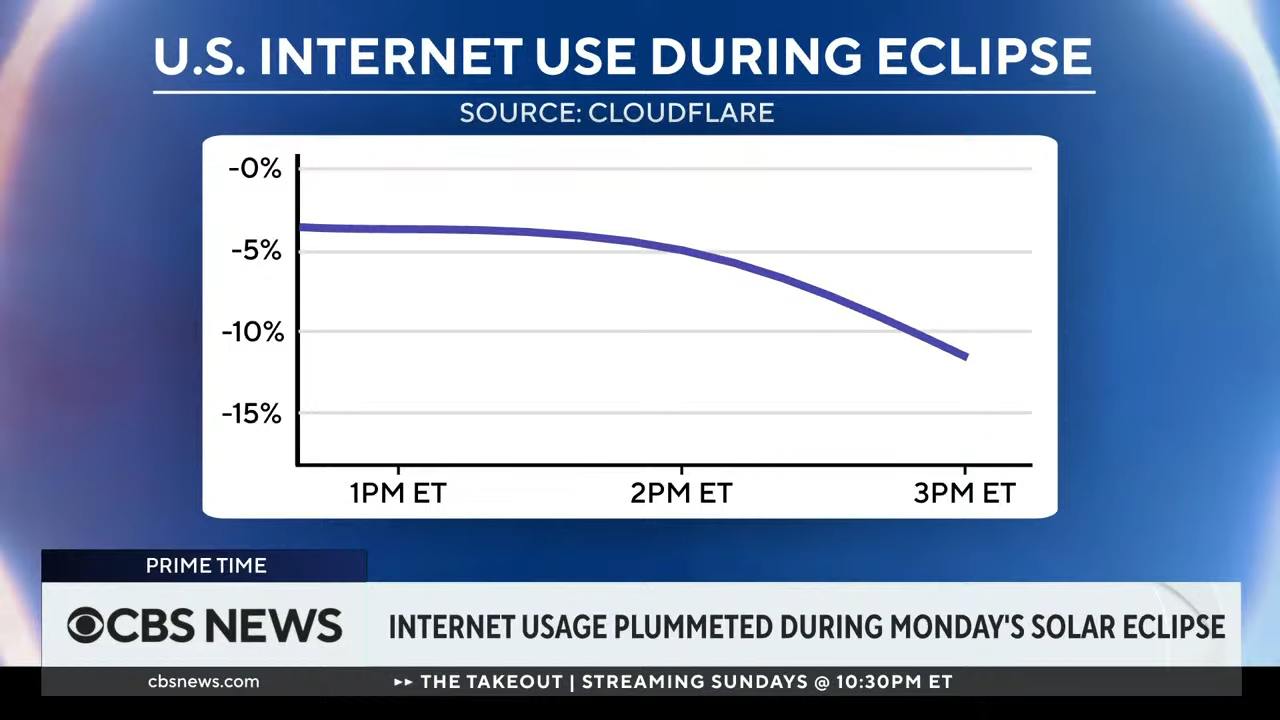 U.S. INTERNET USE DURING ECLIPSE
SOURCE: CLOUDFLARE
-0%
-5%
-10%
-15%
1PM ET 2PM ET 3PM ET
PRIME TIME
CBS NEWS
INTERNET USAGE PLUMMETED DURING MONDAY'S SOLAR ECLIPSE
cbsnews.com
THE TAKEOUT | STREAMING SUNDAYS @ 10:30PM ET